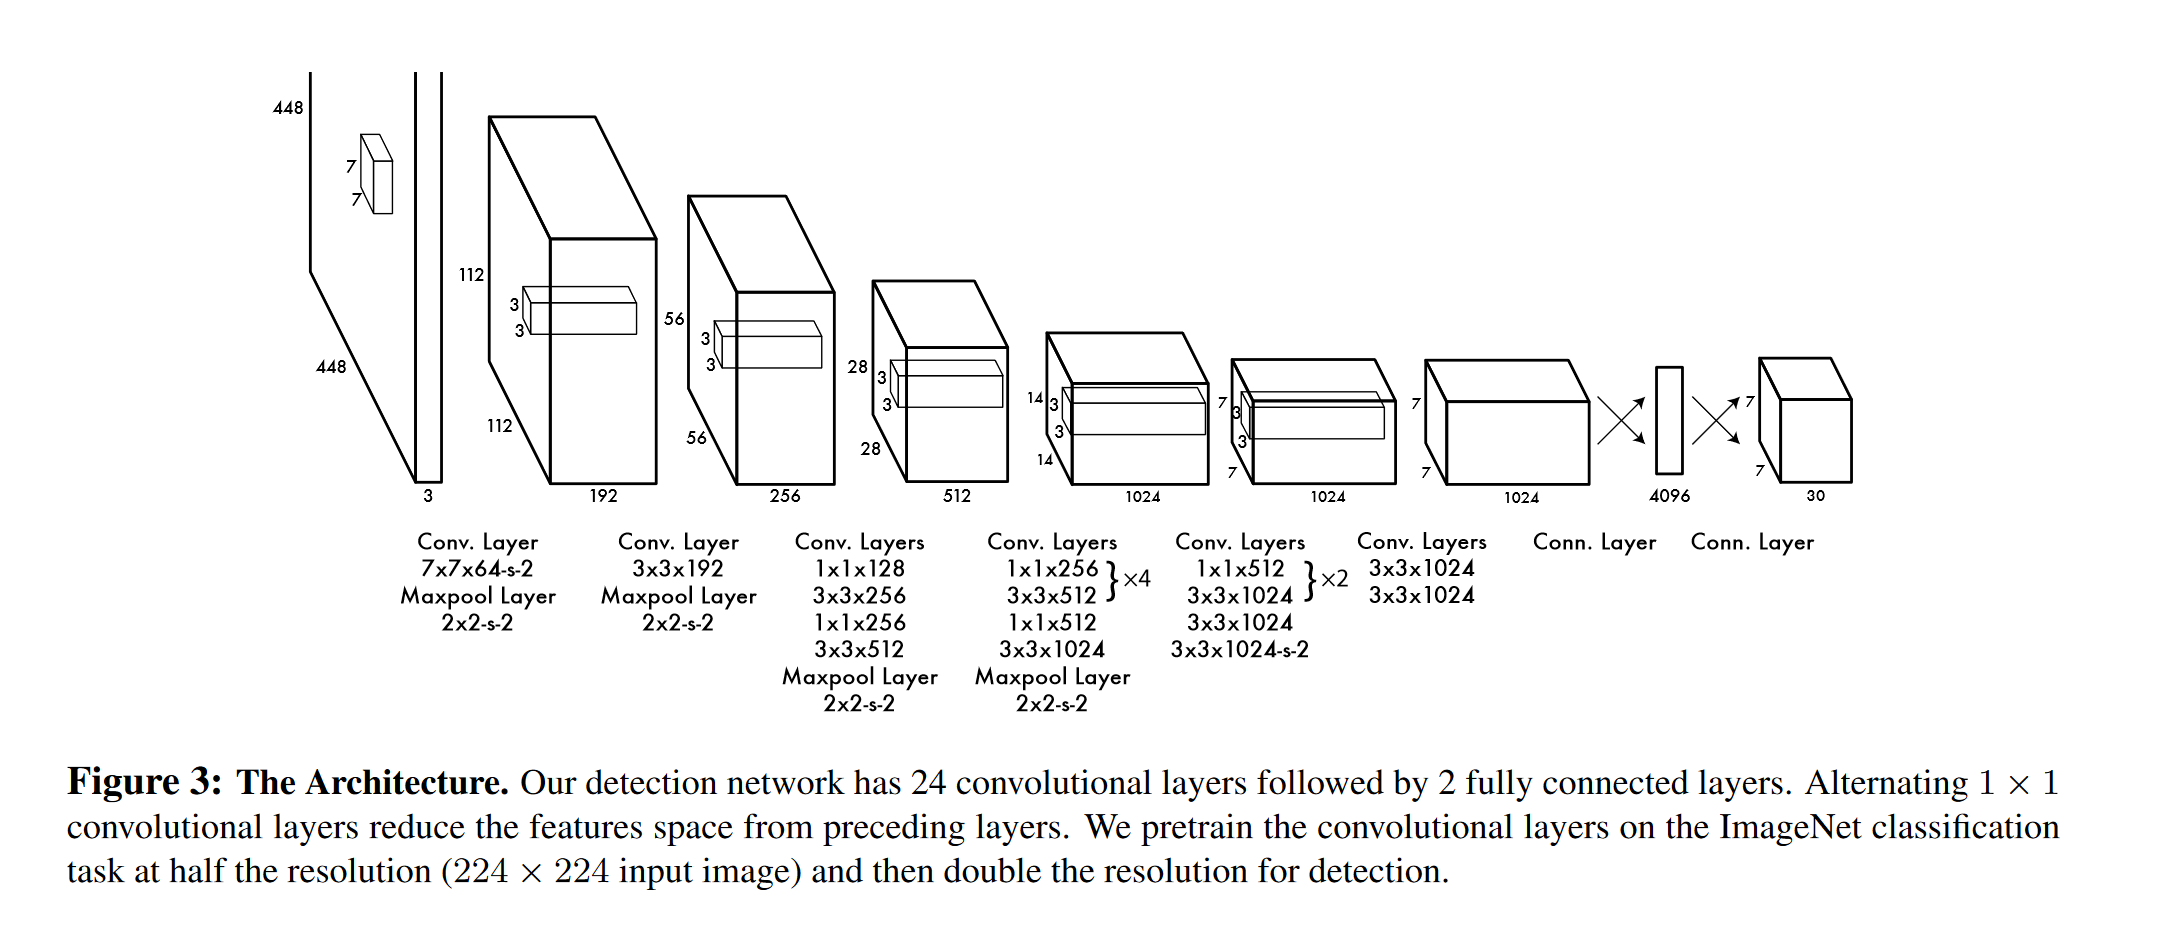 448
7
7
448
3
112
3
3
112
192
56
3
3
56
256
28
3
3
28
512
14
3
3
14
1024
7
3
3
7
1024
7
7
1024
4096
7
7
30
Conv. Layer
7x7x64-s-2
Maxpool Layer
2x2-s-2
Conv. Layer
3x3x192
Maxpool Layer
2x2-s-2
Conv. Layers
1x1x128
3x3x256
1x1x256
3x3x512
Maxpool Layer
2x2-s-2
Conv. Layers
1x1x256
3x3x512 } ×4
1x1x512
3x3x1024
Maxpool Layer
2x2-s-2
Conv. Layers
1x1x512
3x3x1024 } ×2
3x3x1024
3x3x1024-s-2
Conv. Layers
3x3x1024
3x3x1024
Conn. Layer
Conn. Layer
Figure 3: The Architecture. Our detection network has 24 convolutional layers followed by 2 fully connected layers. Alternating 1 × 1
convolutional layers reduce the features space from preceding layers. We pretrain the convolutional layers on the ImageNet classification
task at half the resolution (224 × 224 input image) and then double the resolution for detection.